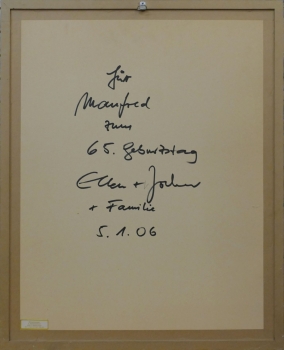 für
Manfred
zum
65. Geburtstag
Ellen + Jochen
+ Familie
5.1.06